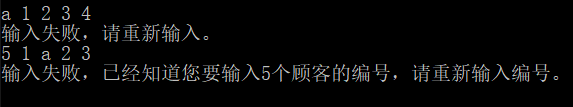 a 1 2 3 4
输入失败，请重新输入。
5 1 a 2 3
输入失败，已经知道您要输入5个顾客的编号，请重新输入编号。